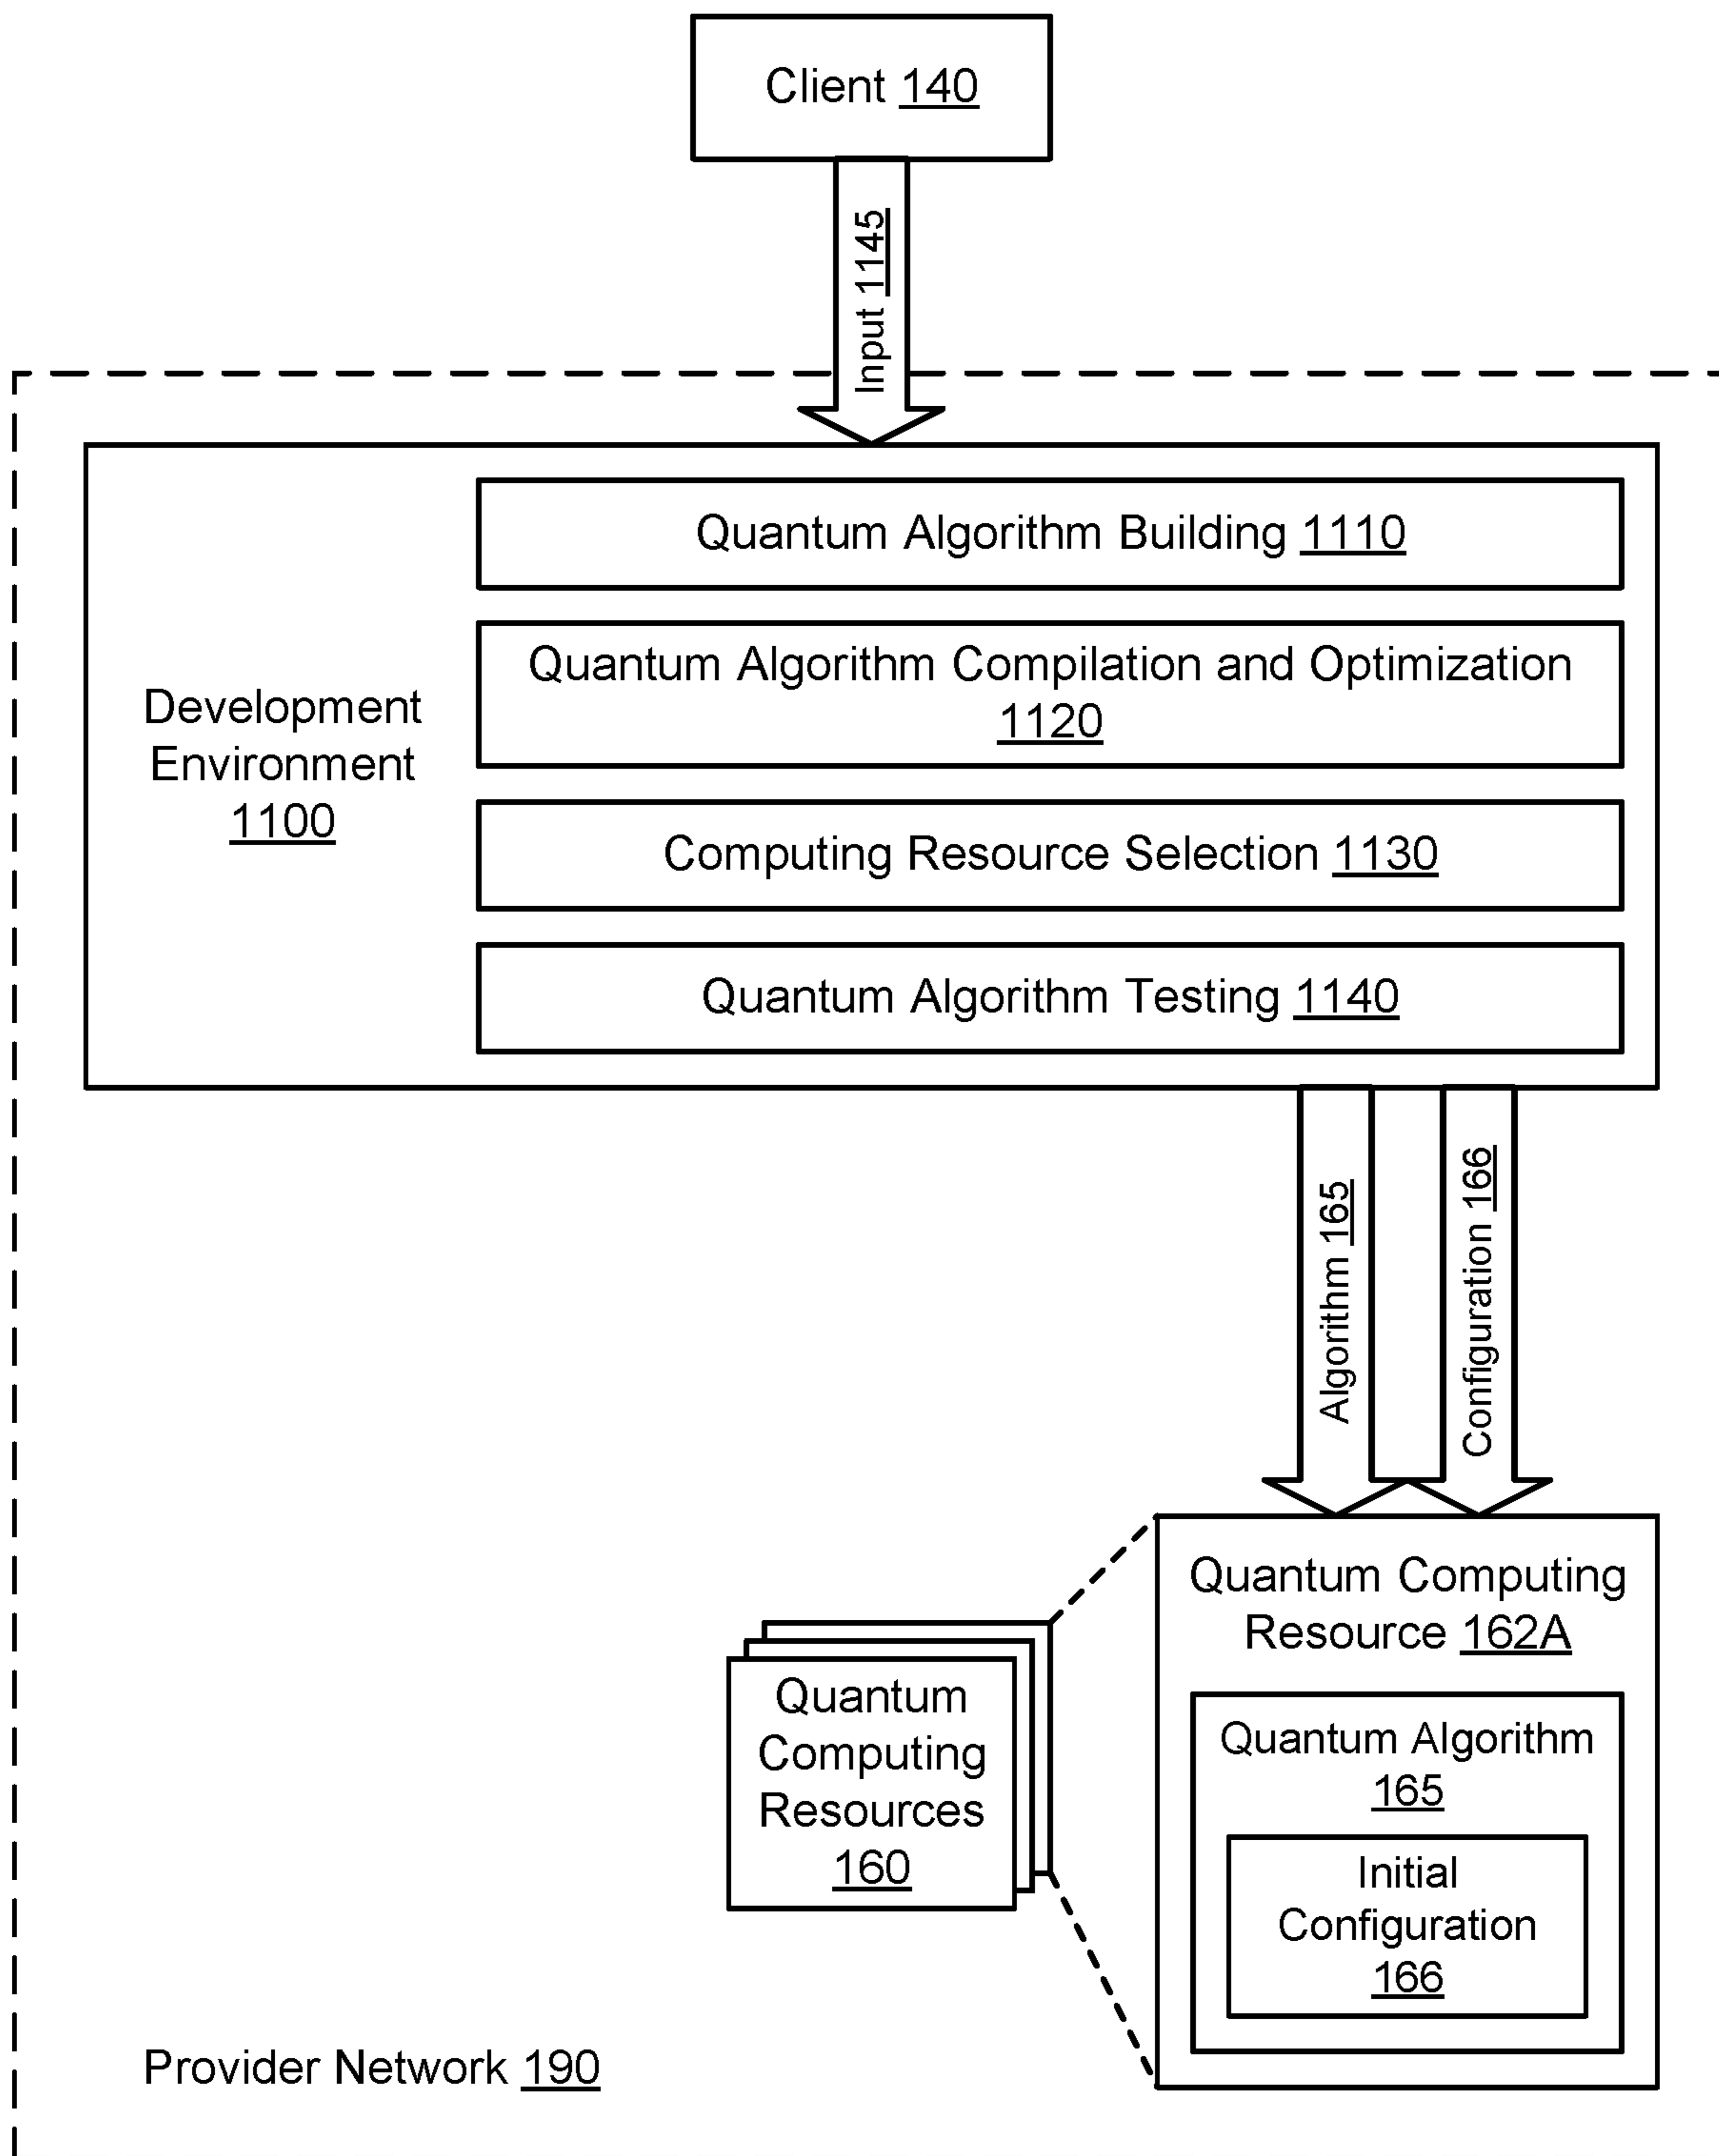 Client 140
Input 1145
Quantum Algorithm Building 1110
Quantum Algorithm Compilation and Optimization
1120
Development
Environment
1100
Computing Resource Selection 1130
Quantum Algorithm Testing 1140
Algorithm 165
Configuration 166
Quantum Computing
Resource 162A
Quantum
Computing
Resources
160
Quantum Algorithm
165
Initial
Configuration
166
Provider Network 190